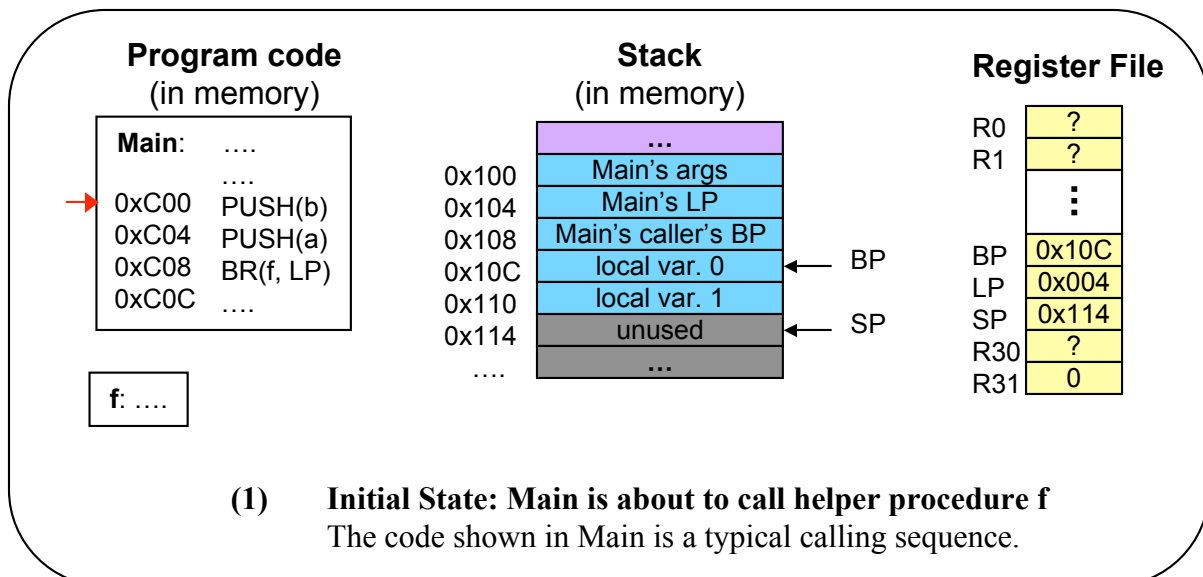 Program code
(in memory)
Main: ....
....
0xC00 PUSH(b)
0xC04 PUSH(a)
0xC08 BR(f, LP)
0xC0C ....
f: ....
Stack
(in memory)
...
0x100 Main's args
0x104 Main's LP
0x108 Main's caller's BP
0x10C local var. 0 BP
0x110 local var. 1
0x114 unused SP
.... ...
Register File
R0 ?
R1 ?
⋮
BP 0x10C
LP 0x004
SP 0x114
R30 ?
R31 0
(1) Initial State: Main is about to call helper procedure f
The code shown in Main is a typical calling sequence.